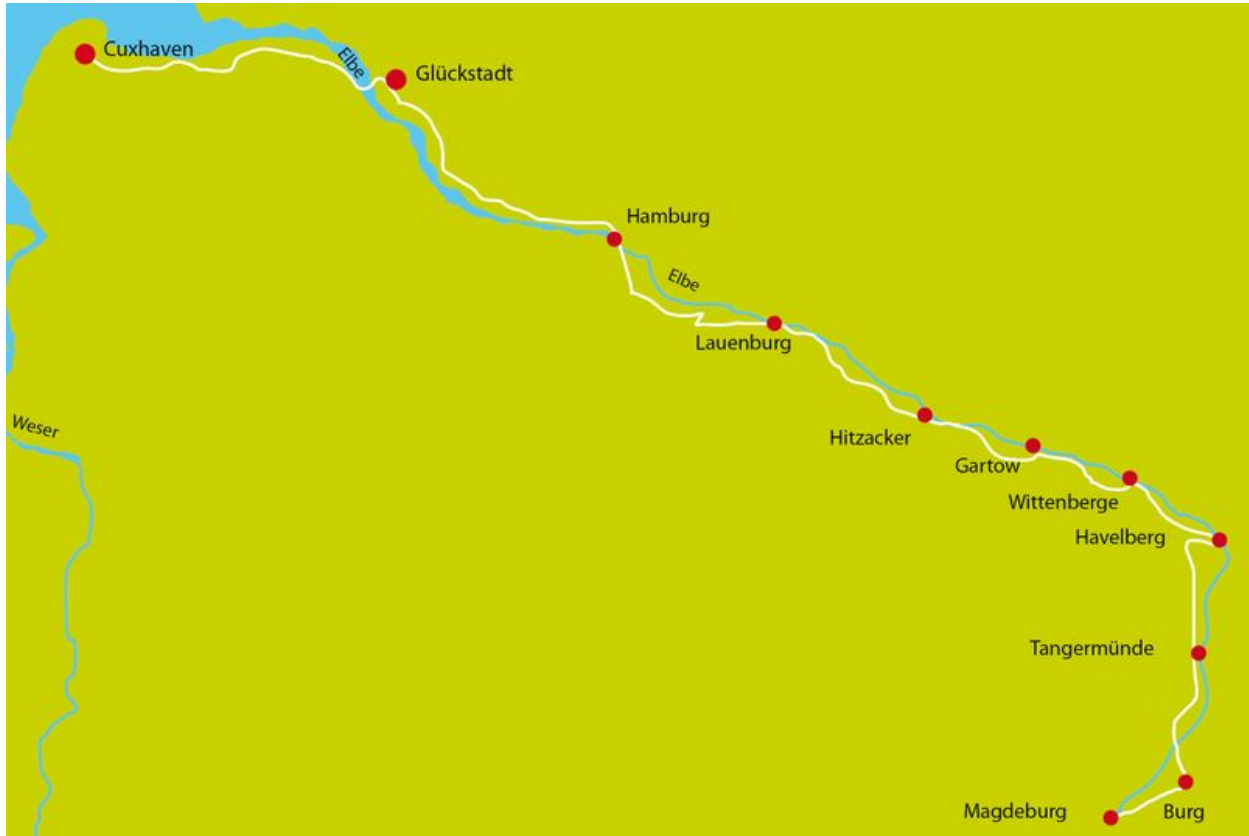 Cuxhaven
Elbe
Glückstadt
Hamburg
Elbe
Lauenburg
Weser
Hitzacker
Gartow
Wittenberge
Havelberg
Tangermünde
Magdeburg
Burg